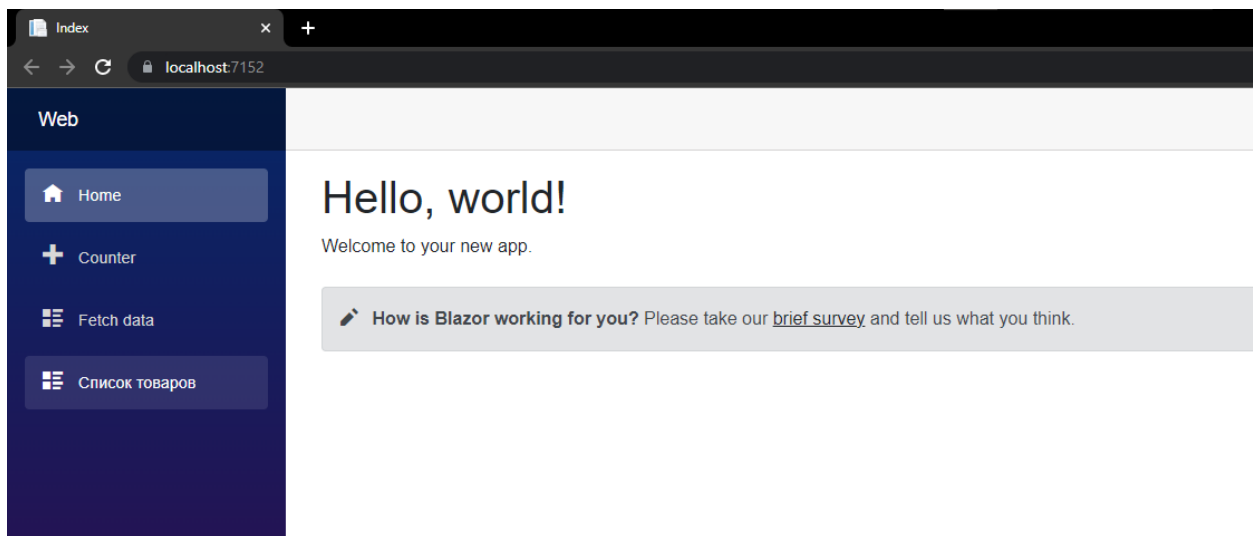 Index
localhost:7152
Web
Home
Counter
Fetch data
Список товаров
Hello, world!
Welcome to your new app.
How is Blazor working for you? Please take our brief survey and tell us what you think.